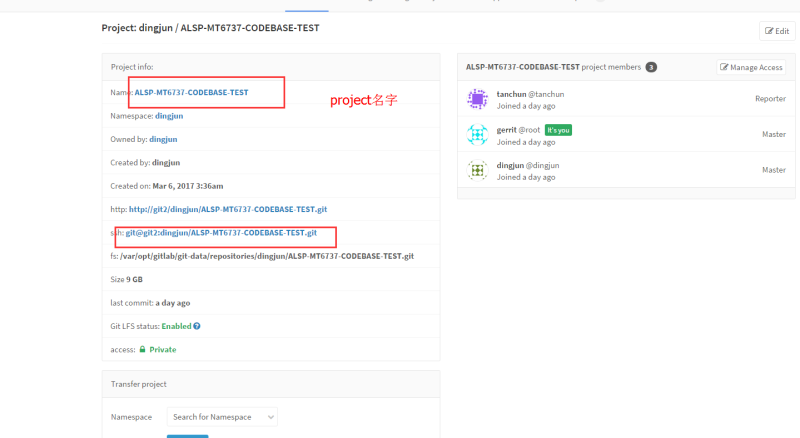 Project: dingjun / ALSP-MT6737-CODEBASE-TEST
Edit
Project info:
Name: ALSP-MT6737-CODEBASE-TEST
project名字
Namespace: dingjun
Owned by: dingjun
Created by: dingjun
Created on: Mar 6, 2017 3:36am
http: http://git2/dingjun/ALSP-MT6737-CODEBASE-TEST.git
ssh: git@git2:dingjun/ALSP-MT6737-CODEBASE-TEST.git
fs: /var/opt/gitlab/git-data/repositories/dingjun/ALSP-MT6737-CODEBASE-TEST.git
Size 9 GB
last commit: a day ago
Git LFS status: Enabled
access: Private
Transfer project
Namespace Search for Namespace
ALSP-MT6737-CODEBASE-TEST project members 3
Manage Access
tanchun @tanchun
Joined a day ago
Reporter
gerrit @root It's you
Joined a day ago
Master
dingjun @dingjun
Joined a day ago
Master